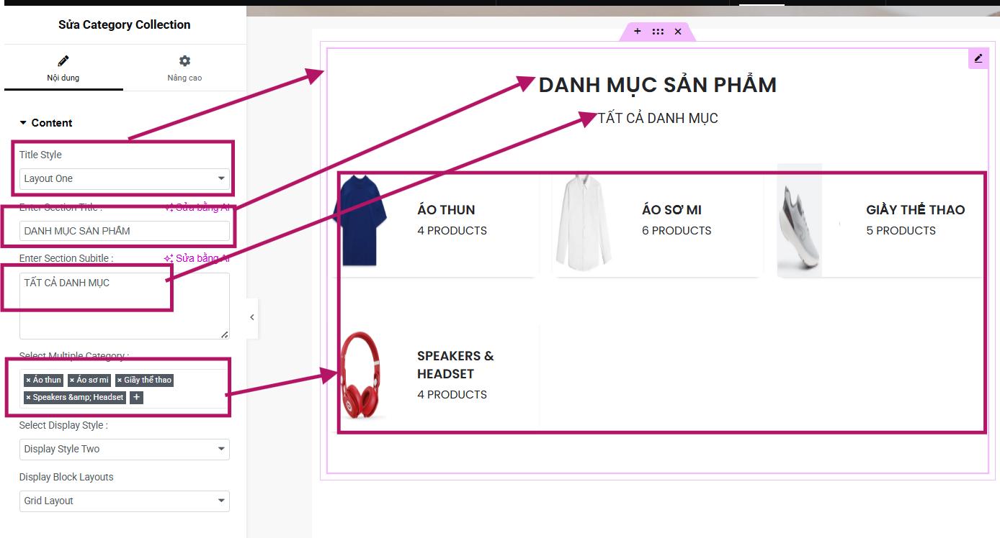 Sửa Category Collection
Nội dung
Nâng cao
Content
Title Style
Layout One
Enter Section Title :
Sửa bằng AI
DANH MỤC SẢN PHẨM
Enter Section Subitle :
Sửa bằng AI
TẤT CẢ DANH MỤC
Select Multiple Category :
× Áo thun × Áo sơ mi × Giầy thể thao
× Speakers &amp; Headset +
Select Display Style :
Display Style Two
Display Block Layouts
Grid Layout
DANH MỤC SẢN PHẨM
TẤT CẢ DANH MỤC
ÁO THUN
4 PRODUCTS
ÁO SƠ MI
6 PRODUCTS
GIẦY THỂ THAO
5 PRODUCTS
SPEAKERS &
HEADSET
4 PRODUCTS